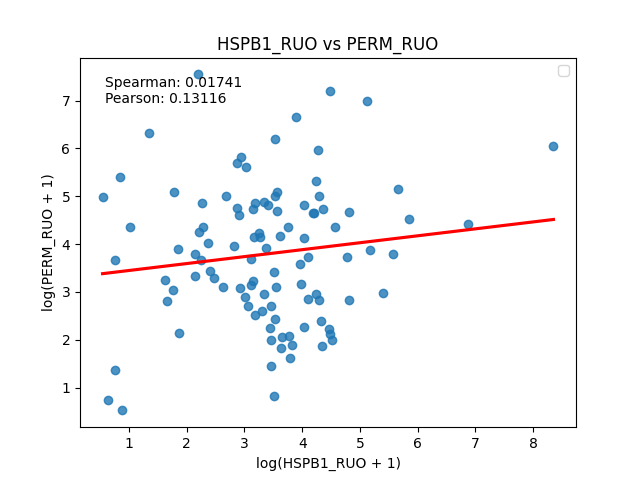 HSPB1_RUO vs PERM_RUO
Spearman: 0.01741
Pearson: 0.13116
log(PERM_RUO + 1)
7
6
5
4
3
2
1
1 2 3 4 5 6 7 8
log(HSPB1_RUO + 1)